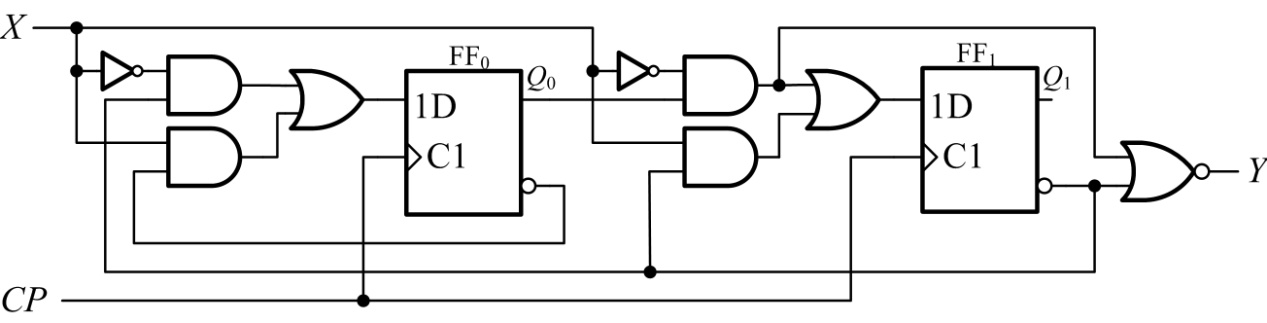 X
FF₀
Q₀
1D
C1
FF₁
Q₁
1D
C1
Y
CP